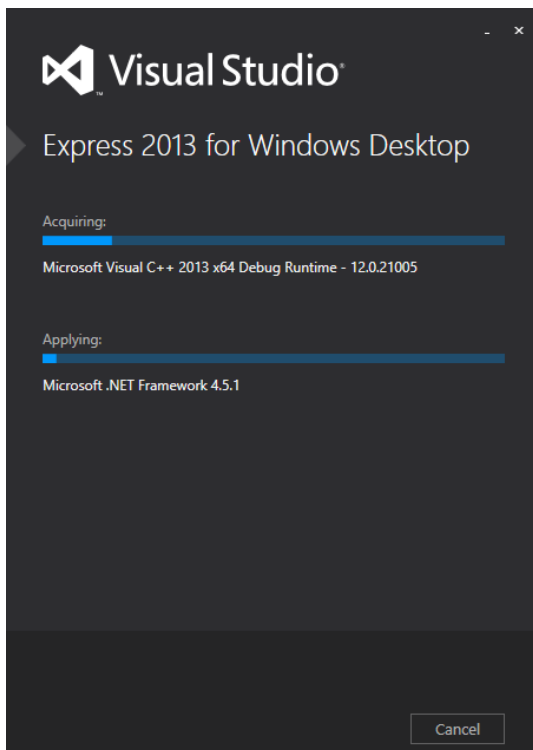 Visual Studio®
™
Express 2013 for Windows Desktop
Acquiring:
Microsoft Visual C++ 2013 x64 Debug Runtime - 12.0.21005
Applying:
Microsoft .NET Framework 4.5.1
Cancel